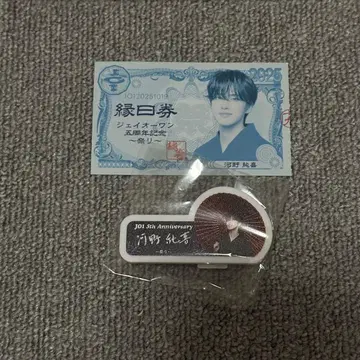 2025
縁日券
ジェイオーワン
五周年記念
～祭り～
河野 純喜
JO1 5th Anniversary
河野 純喜
～祭り～